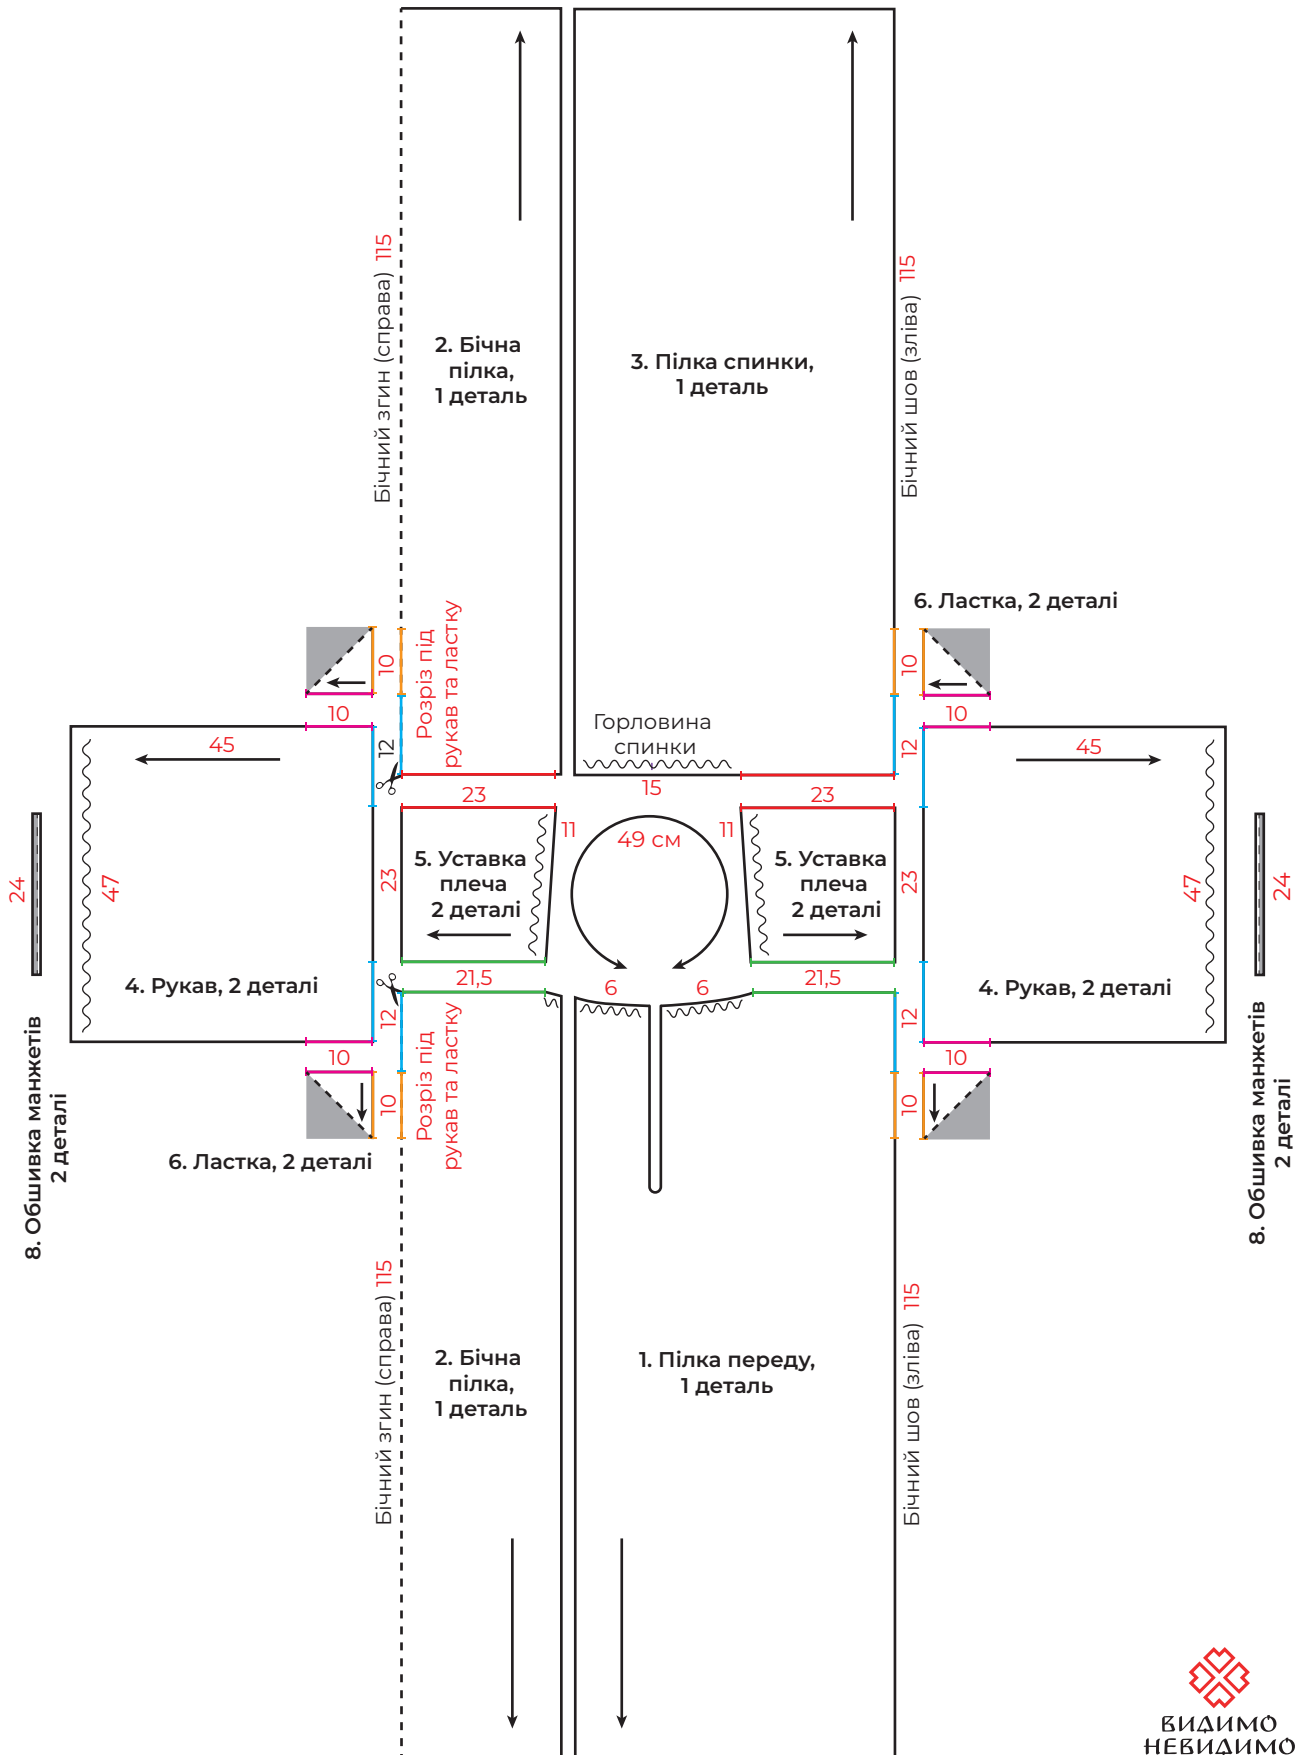 Бічний згин (справа) 115
2. Бічна
пілка,
1 деталь
3. Пілка спинки,
1 деталь
Бічний шов (зліва) 115
6. Ластка, 2 деталі
10
Розріз під
рукав та ластку
10
10
12
Горловина
спинки
12
10
45
45
23
15
23
11
49 см
11
24
47
23
5. Уставка
плеча
2 деталі
5. Уставка
плеча
2 деталі
23
47
24
4. Рукав, 2 деталі
21,5
6
6
21,5
4. Рукав, 2 деталі
12
12
10
10
Розріз під
рукав та ластку
10
10
8. Обшивка манжетів
2 деталі
6. Ластка, 2 деталі
8. Обшивка манжетів
2 деталі
Бічний згин (справа) 115
2. Бічна
пілка,
1 деталь
1. Пілка переду,
1 деталь
Бічний шов (зліва) 115
ВИДИМО
НЕВИДИМО